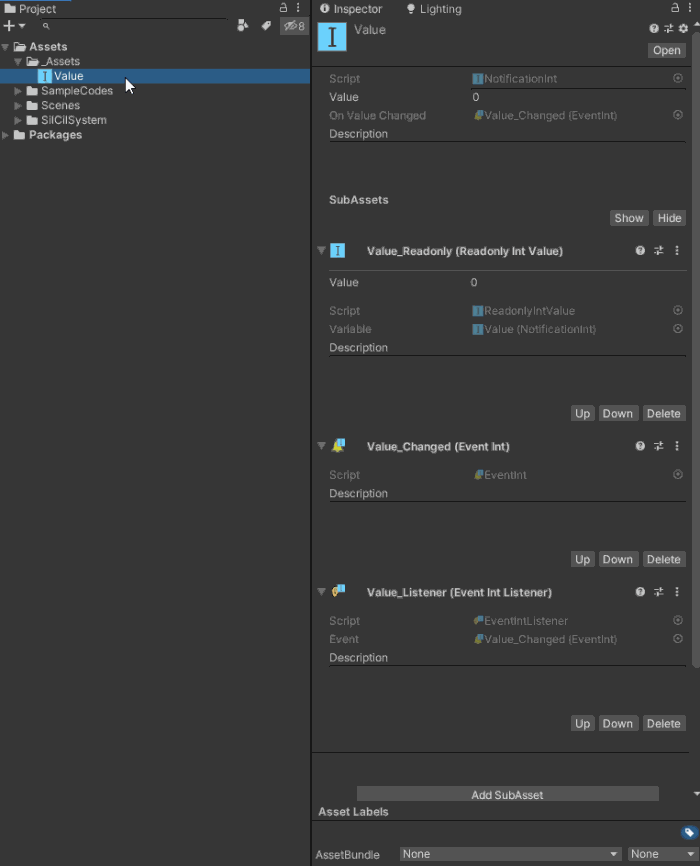 Project
8
Assets
_Assets
Value
SampleCodes
Scenes
SilCilSystem
Packages
Inspector
Lighting
Value
Open
Script NotificationInt
Value 0
On Value Changed Value_Changed (EventInt)
Description
SubAssets
Show Hide
Value_Readonly (Readonly Int Value)
Value 0
Script ReadonlyIntValue
Variable Value (NotificationInt)
Description
Up Down Delete
Value_Changed (Event Int)
Script EventInt
Description
Up Down Delete
Value_Listener (Event Int Listener)
Script EventIntListener
Event Value_Changed (EventInt)
Description
Up Down Delete
Add SubAsset
Asset Labels
AssetBundle None None